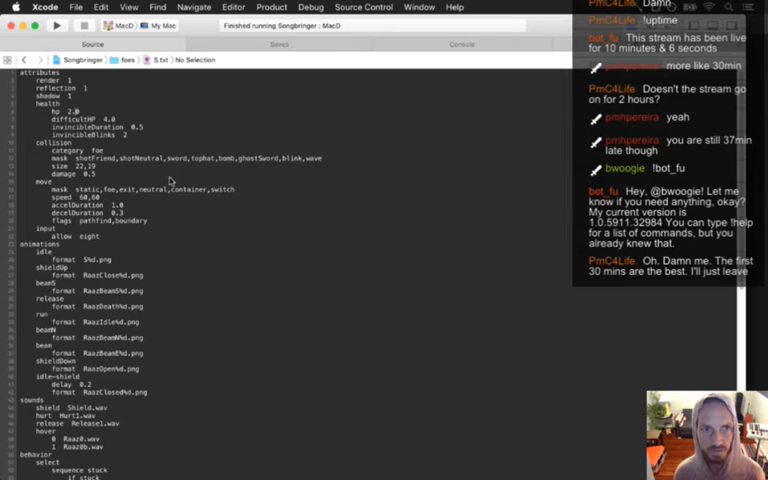 Xcode File Edit View Find Navigate Editor Product Debug Source Control Window Help
MacD My Mac
Finished running Songbringer : MacD
Source Saves Console
Songbringer foes S.txt No Selection
attributes
render 1
reflection 1
shadow 1
health
hp 2.0
difficultHP 4.0
invincibleDuration 0.5
invincibleBlinks 2
collision
category foe
mask shotFriend,shotNeutral,sword,tophat,bomb,ghostSword,blink,wave
size 22,19
damage 0.5
move
mask static,foe,exit,neutral,container,switch
speed 60,60
accelDuration 1.0
decelDuration 0.3
flags pathfind,boundary
input
allow eight
animations
idle
format S%d.png
shieldUp
format RaazClose%d.png
beamS
format RaazBeamS%d.png
release
format RaazDeath%d.png
run
format RaazIdle%d.png
beamN
format RaazBeamN%d.png
beam
format RaazBeamE%d.png
shieldDown
format RaazOpen%d.png
idle-shield
delay 0.2
format RaazClosed%d.png
sounds
shield Shield.wav
hurt Hurt1.wav
release Release1.wav
hover
0 Raaz0.wav
1 Raaz0b.wav
behavior
select
sequence stuck
if stuck
PmC4Life: Damn
PmC4Life: !uptime
bot_fu: This stream has been live
for 10 minutes & 6 seconds
pmhpereira: more like 30min
PmC4Life: Doesn't the stream go
on for 2 hours?
pmhpereira: yeah
pmhpereira: you are still 37min
late though
bwoogie: !bot_fu
bot_fu: Hey, @bwoogie! Let me
know if you need anything, okay?
My current version is
1.0.5911.32984 You can type !help
for a list of commands, but you
already knew that.
PmC4Life: Oh. Damn me. The first
30 mins are the best. I'll just leave